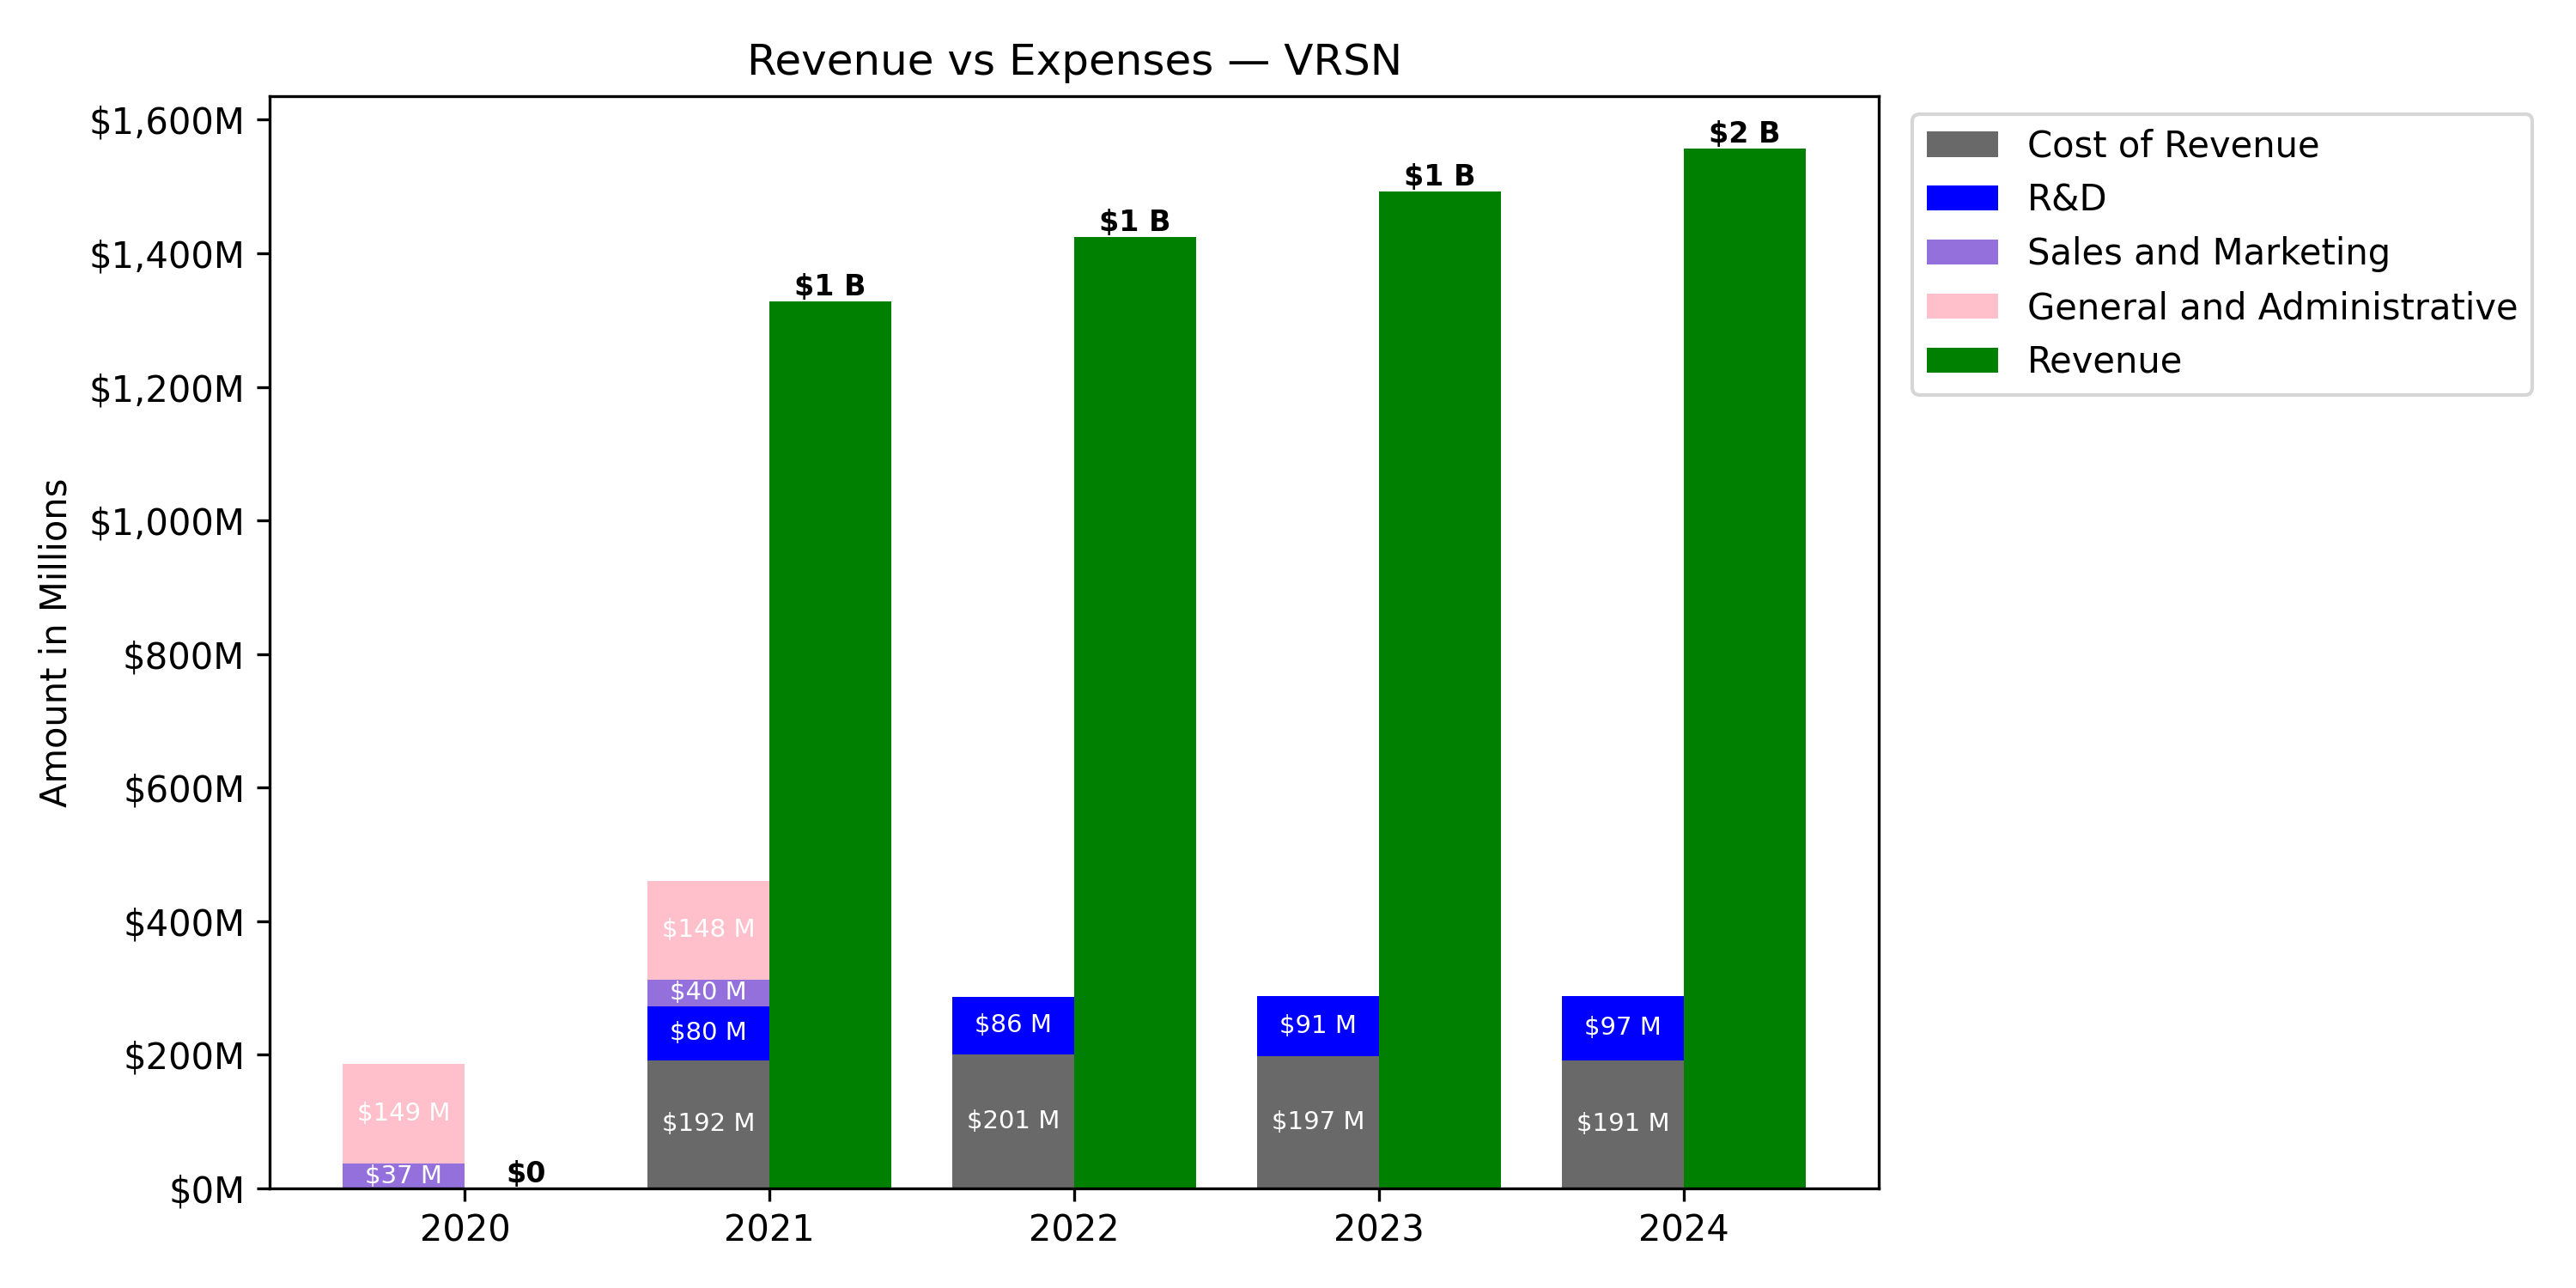 Revenue vs Expenses — VRSN
Amount in Millions
$1,600M
$1,400M
$1,200M
$1,000M
$800M
$600M
$400M
$200M
$0M
$149 M
$37 M
$0
$1 B
$148 M
$40 M
$80 M
$192 M
$1 B
$86 M
$201 M
$1 B
$91 M
$197 M
$2 B
$97 M
$191 M
2020
2021
2022
2023
2024
Cost of Revenue
R&D
Sales and Marketing
General and Administrative
Revenue